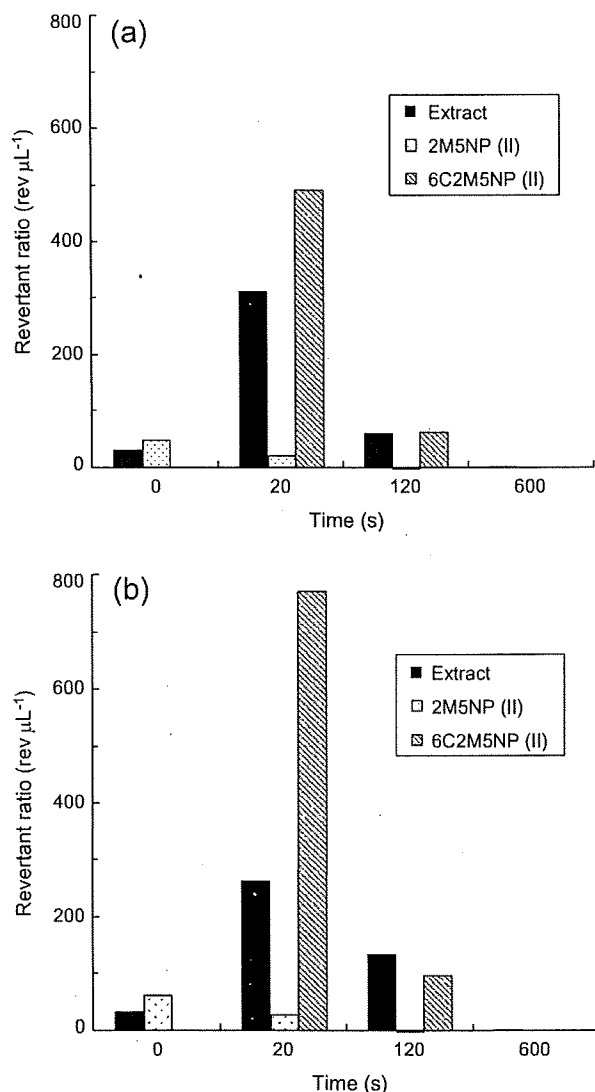 (a)
800
600
400
200
0
Revertant ratio (rev μL⁻¹)
Extract
2M5NP (II)
6C2M5NP (II)
0 20 120 600
Time (s)
(b)
800
600
400
200
0
Revertant ratio (rev μL⁻¹)
Extract
2M5NP (II)
6C2M5NP (II)
0 20 120 600
Time (s)